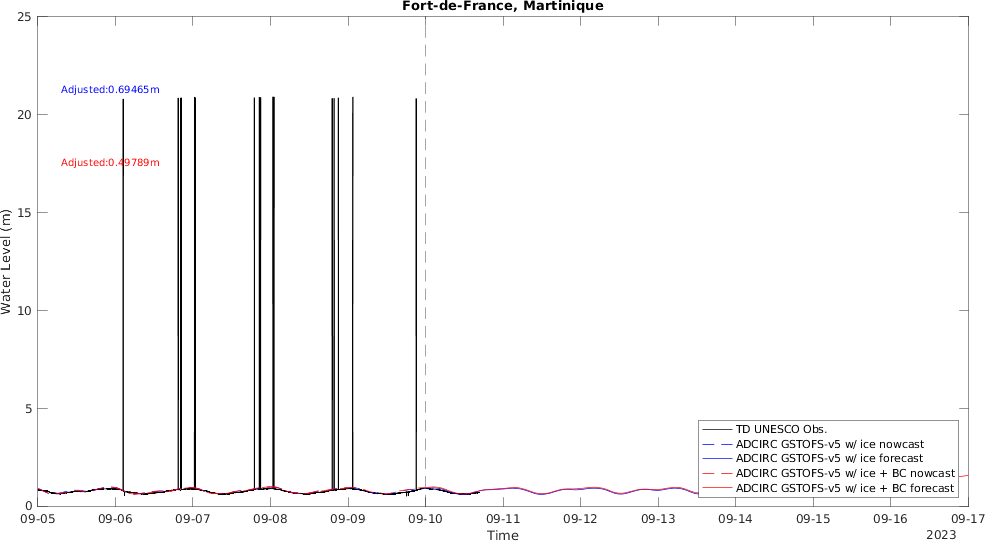 Fort-de-France, Martinique
25
20
15
10
5
0
Water Level (m)
Adjusted:0.69465m
Adjusted:0.49789m
TD UNESCO Obs.
ADCIRC GSTOFS-v5 w/ ice nowcast
ADCIRC GSTOFS-v5 w/ ice forecast
ADCIRC GSTOFS-v5 w/ ice + BC nowcast
ADCIRC GSTOFS-v5 w/ ice + BC forecast
09-05 09-06 09-07 09-08 09-09 09-10 09-11 09-12 09-13 09-14 09-15 09-16 09-17
Time
2023